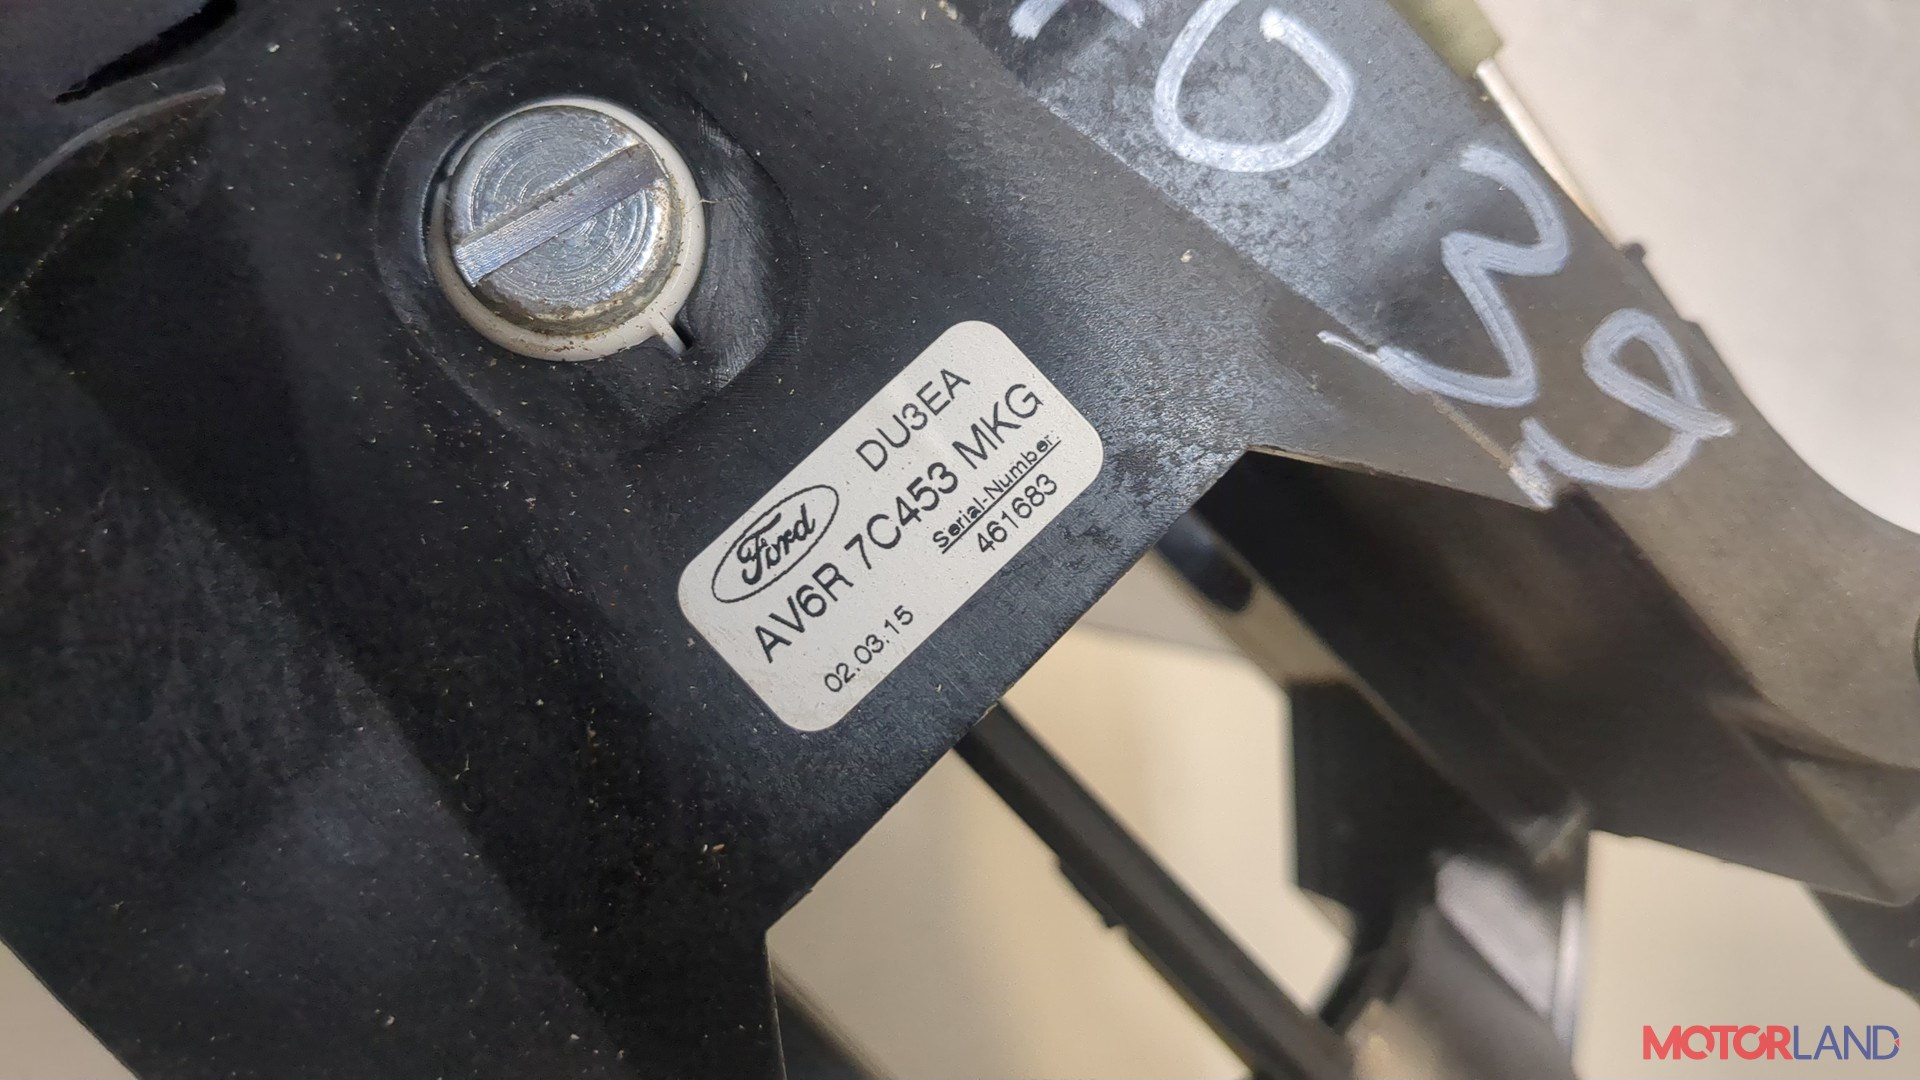 DU3EA
Ford
AV6R 7C453 MKG
Serial-Number:
461683
02.03.15
MOTORLAND